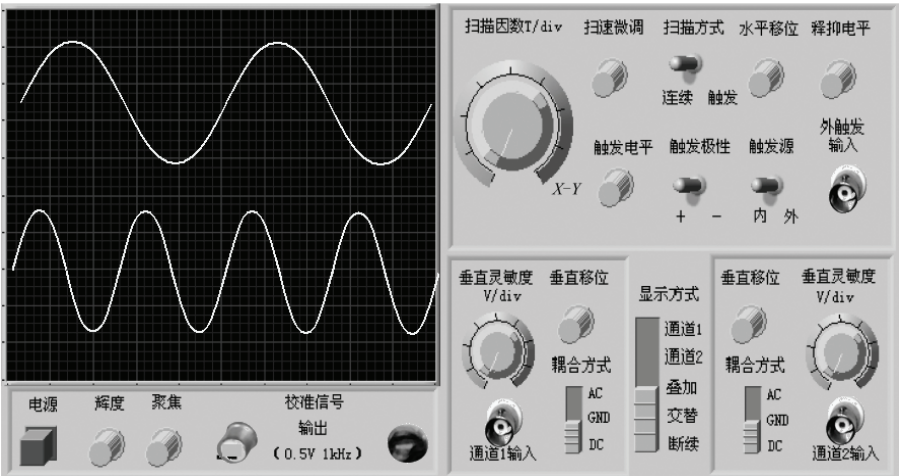 扫描因数T/div
扫速微调
扫描方式
水平移位
释抑电平
连续 触发
X-Y
触发电平
触发极性
+ −
触发源
内 外
外触发
输入
垂直灵敏度
V/div
垂直移位
耦合方式
AC
GND
DC
通道1输入
显示方式
通道1
通道2
叠加
交替
断续
垂直移位
耦合方式
AC
GND
DC
垂直灵敏度
V/div
通道2输入
电源
辉度
聚焦
校准信号
输出
(0.5V 1kHz)